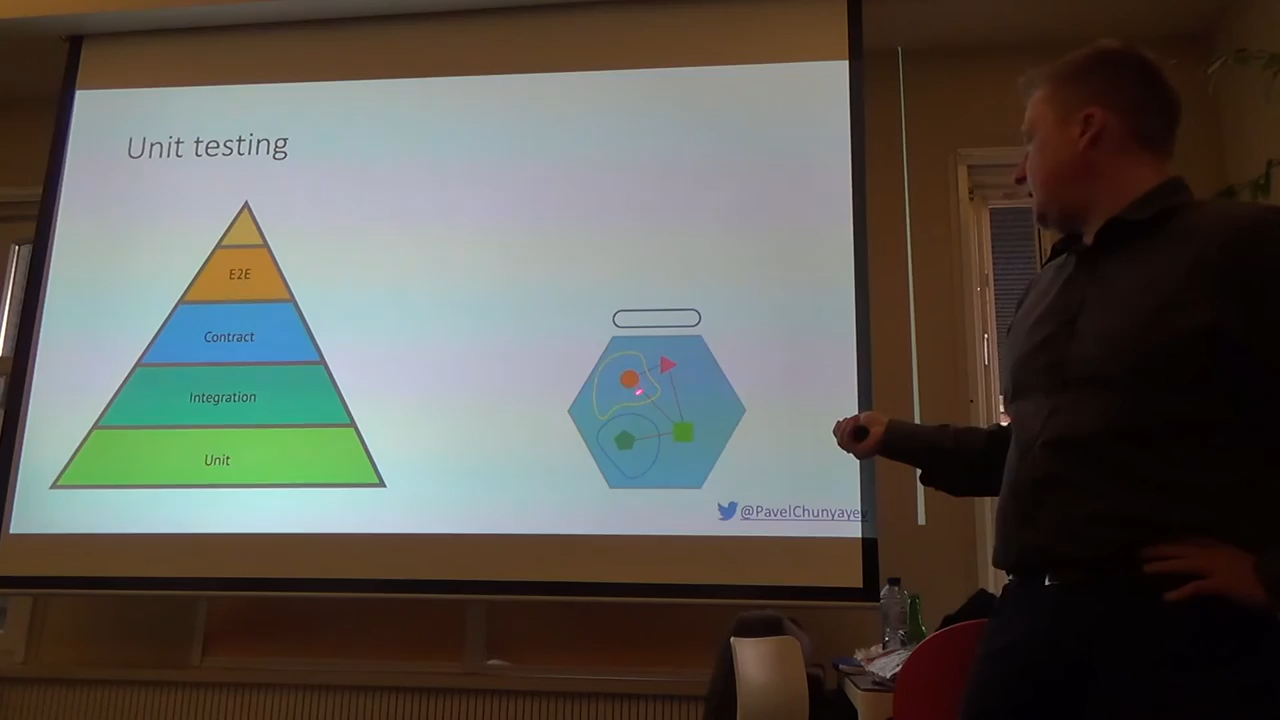 Unit testing
E2E
Contract
Integration
Unit
@PavelChunyayev